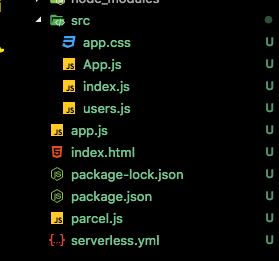 node_modules
src
app.css U
App.js U
index.js U
users.js U
app.js U
index.html U
package-lock.json U
package.json U
parcel.js U
serverless.yml U